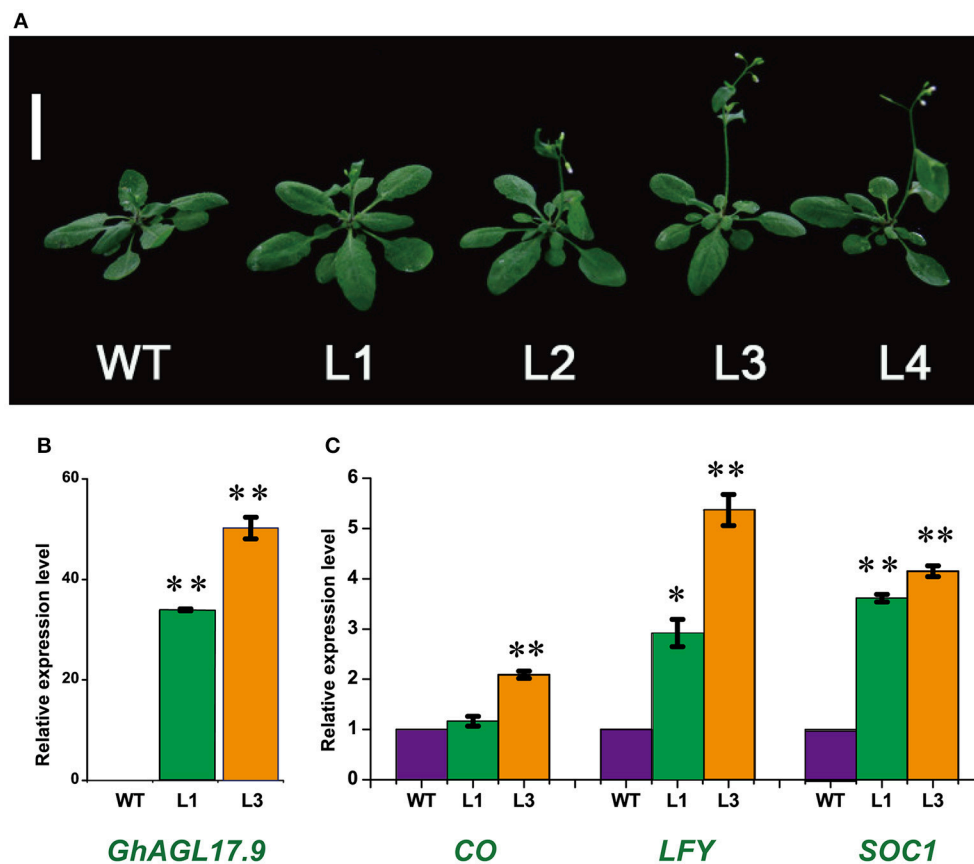 A
WT L1 L2 L3 L4
B
C
Relative expression level
60
40
20
0
** **
WT L1 L3
GhAGL17.9
Relative expression level
6
5
4
3
2
1
0
** * ** ** **
WT L1 L3 WT L1 L3 WT L1 L3
CO LFY SOC1